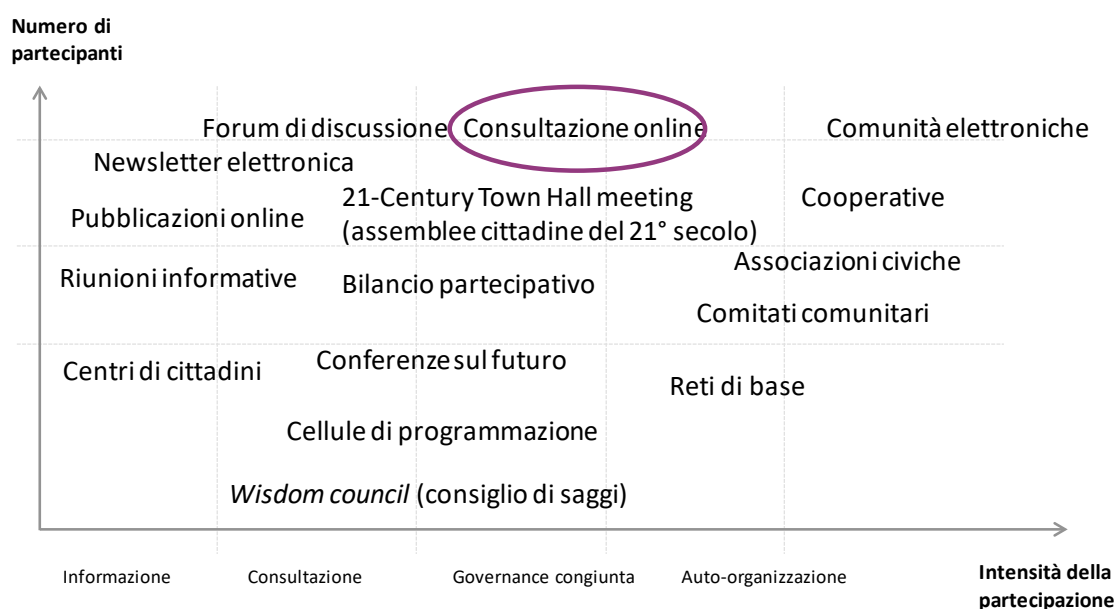 Numero di
partecipanti
Forum di discussione
Consultazione online
Comunità elettroniche
Newsletter elettronica
21-Century Town Hall meeting
(assemblee cittadine del 21° secolo)
Cooperative
Pubblicazioni online
Associazioni civiche
Riunioni informative
Bilancio partecipativo
Comitati comunitari
Centri di cittadini
Conferenze sul futuro
Reti di base
Cellule di programmazione
Wisdom council (consiglio di saggi)
Informazione
Consultazione
Governance congiunta
Auto-organizzazione
Intensità della
partecipazione